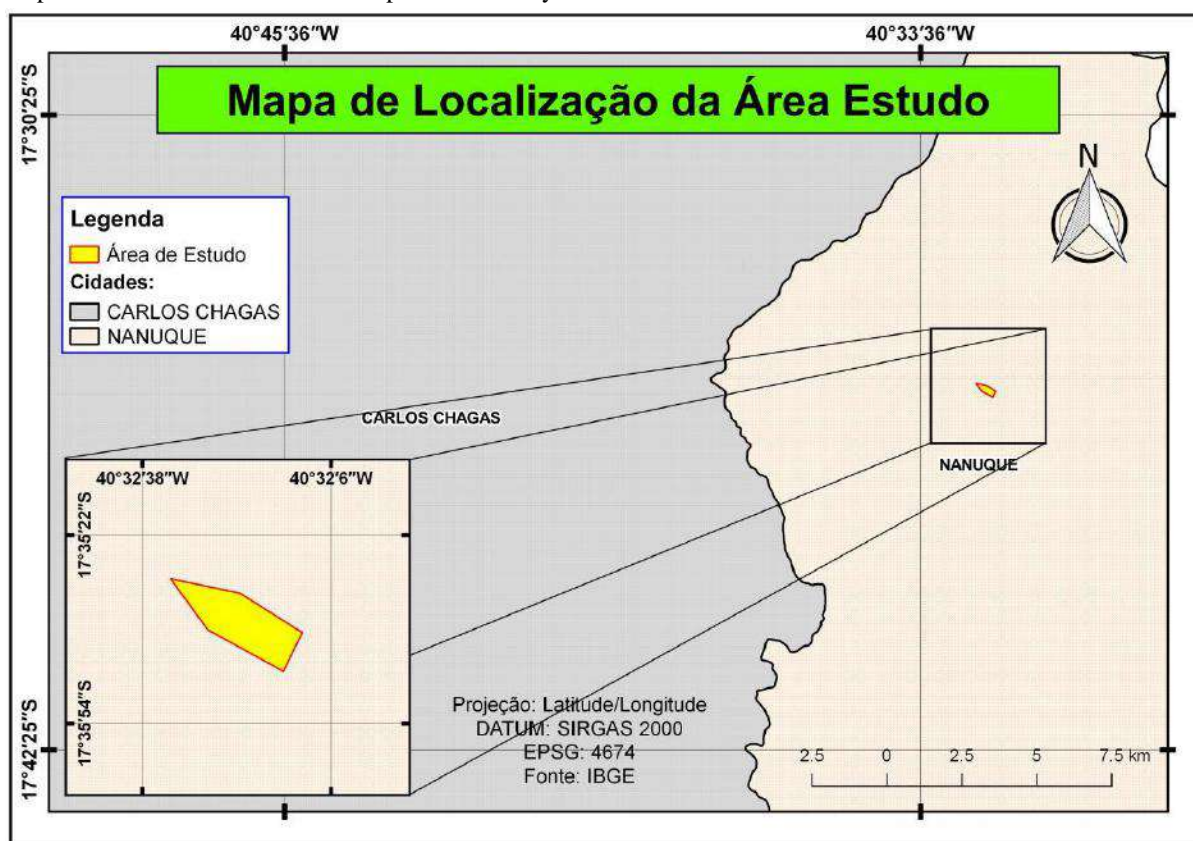 40°45'36"W
40°33'36"W
Mapa de Localização da Área Estudo
17°30'25"S
N
Legenda
Área de Estudo
Cidades:
CARLOS CHAGAS
NANUQUE
CARLOS CHAGAS
NANUQUE
40°32'38"W
40°32'6"W
17°35'22"S
17°35'54"S
17°42'25"S
Projeção: Latitude/Longitude
DATUM: SIRGAS 2000
EPSG: 4674
Fonte: IBGE
2.5 0 2.5 5 7.5 km